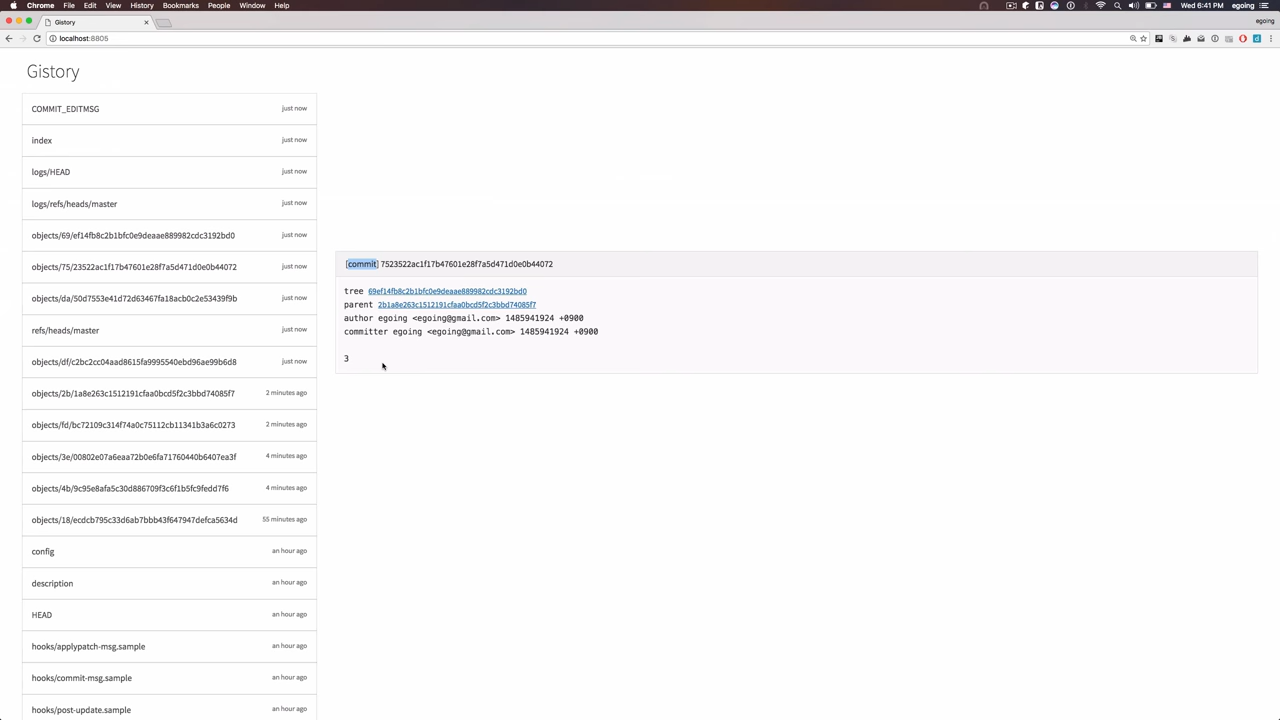 Chrome File Edit View History Bookmarks People Window Help
Wed 6:41 PM egoing
Gistory
egoing
localhost:8805
Gistory
COMMIT_EDITMSG just now
index just now
logs/HEAD just now
logs/refs/heads/master just now
objects/69/ef14fb8c2b1bfc0e9deaae889982cdc3192bd0 just now
objects/75/23522ac1f17b47601e28f7a5d471d0e0b44072 just now
objects/da/50d7553e41d72d63467fa18acb0c2e53439f9b just now
refs/heads/master just now
objects/df/c2bc2cc04aad8615fa9995540ebd96ae99b6d8 just now
objects/2b/1a8e263c1512191cfaa0bcd5f2c3bbd74085f7 2 minutes ago
objects/fd/bc72109c314f74a0c75112cb11341b3a6c0273 2 minutes ago
objects/3e/00802e07a6eaa72b0e6fa71760440b6407ea3f 4 minutes ago
objects/4b/9c95e8afa5c30d886709f3c6f1b5fc9fedd7f6 4 minutes ago
objects/18/ecdcb795c33d6ab7bbb43f647947defca5634d 55 minutes ago
config an hour ago
description an hour ago
HEAD an hour ago
hooks/applypatch-msg.sample an hour ago
hooks/commit-msg.sample an hour ago
hooks/post-update.sample an hour ago
[commit] 7523522ac1f17b47601e28f7a5d471d0e0b44072
tree 69ef14fb8c2b1bfc0e9deaae889982cdc3192bd0
parent 2b1a8e263c1512191cfaa0bcd5f2c3bbd74085f7
author egoing <egoing@gmail.com> 1485941924 +0900
committer egoing <egoing@gmail.com> 1485941924 +0900
3